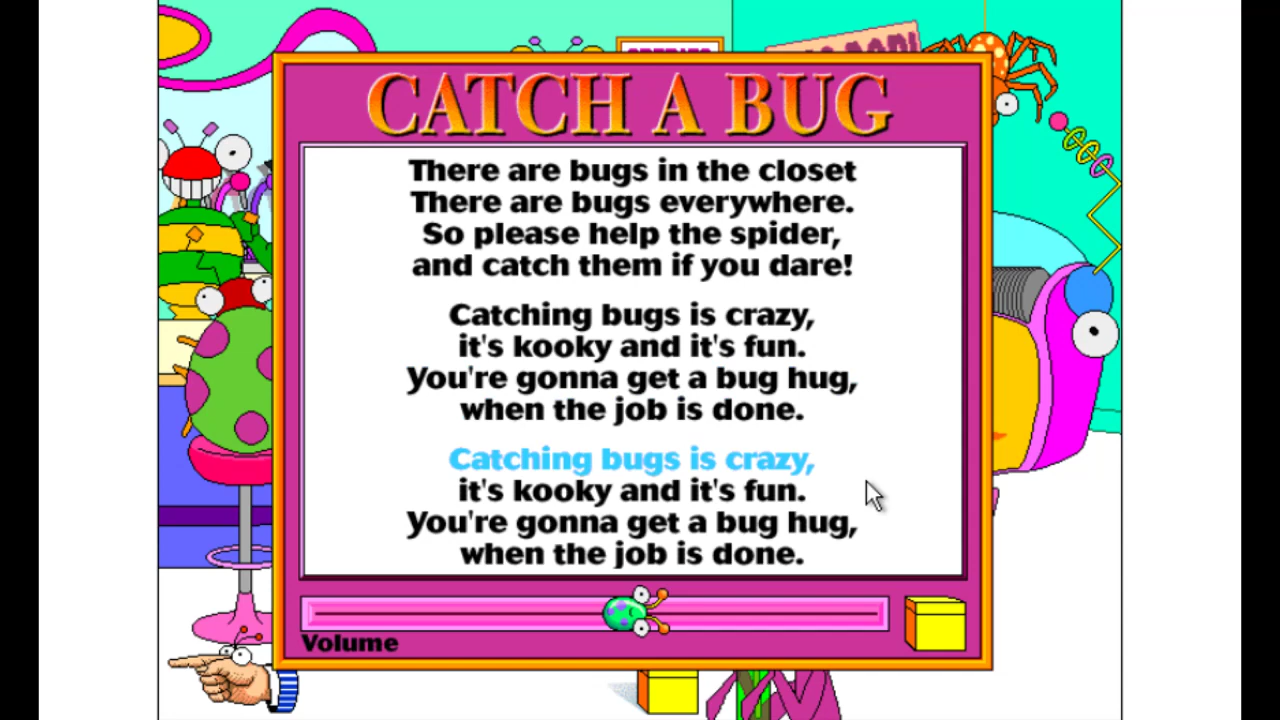 CATCH A BUG
There are bugs in the closet
There are bugs everywhere.
So please help the spider,
and catch them if you dare!
Catching bugs is crazy,
it's kooky and it's fun.
You're gonna get a bug hug,
when the job is done.
Catching bugs is crazy,
it's kooky and it's fun.
You're gonna get a bug hug,
when the job is done.
Volume